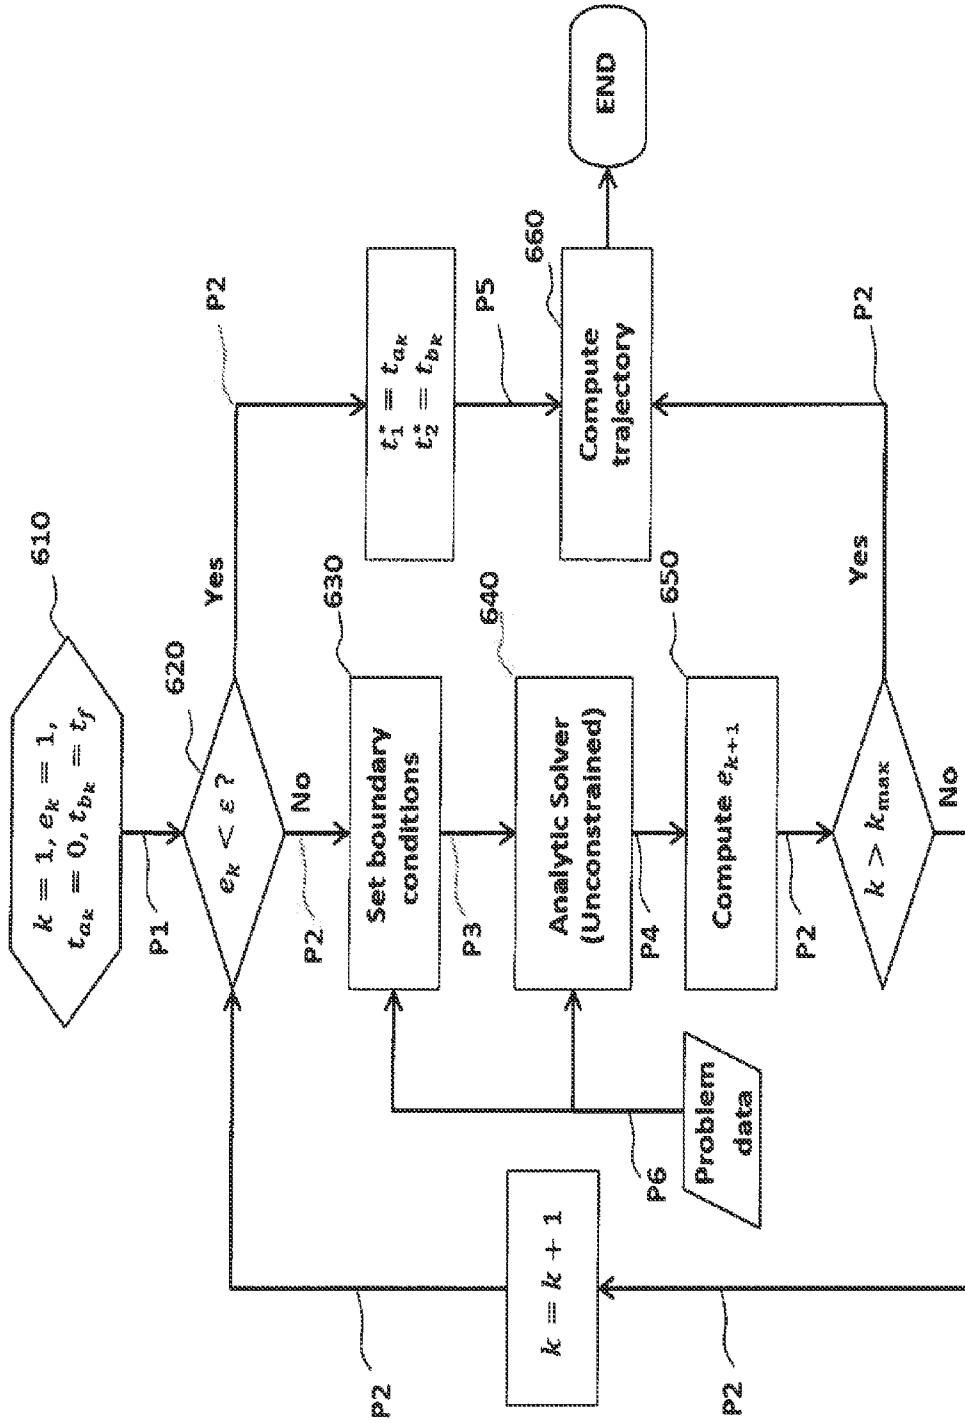 k = 1, e_k = 1,
t_{a_k} = 0, t_{b_k} = t_f
610
P1
e_k < ε ?
620
Yes
P2
No
P2
Set boundary
conditions
630
t_1^* = t_{a_k}
t_2^* = t_{b_k}
P3
P5
Analytic Solver
(Unconstrained)
640
Compute
trajectory
660
END
k = k + 1
P2
P6
Problem
data
P4
Compute e_{k+1}
650
P2
k > k_max
Yes
P2
No
P2